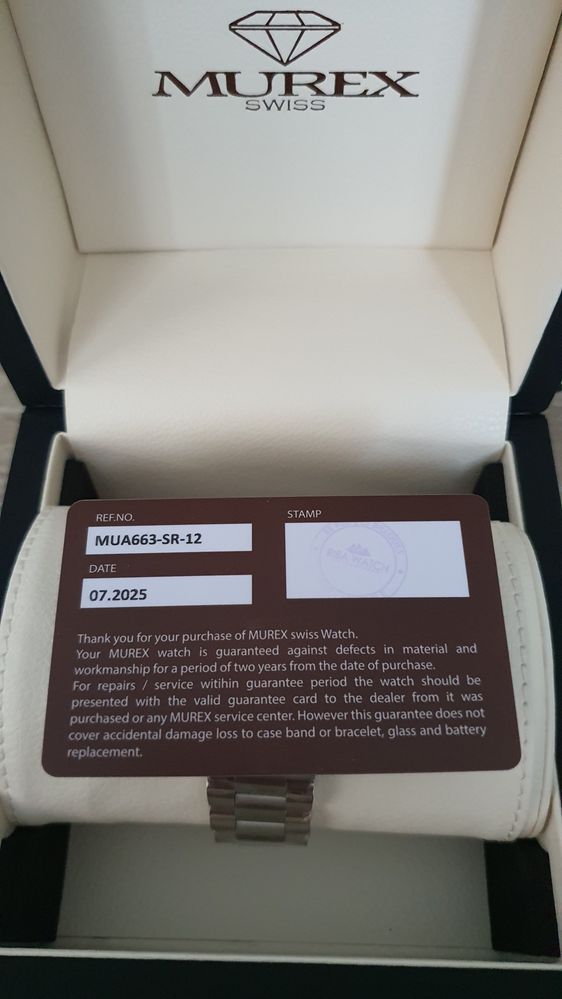 MUREX
SWISS
REF.NO.
MUA663-SR-12
DATE
07.2025
STAMP
WATCH
Thank you for your purchase of MUREX swiss Watch.
Your MUREX watch is guaranteed against defects in material and
workmanship for a period of two years from the date of purchase.
For repairs / service witihin guarantee period the watch should be
presented with the valid guarantee card to the dealer from it was
purchased or any MUREX service center. However this guarantee does not
cover accidental damage loss to case band or bracelet, glass and battery
replacement.